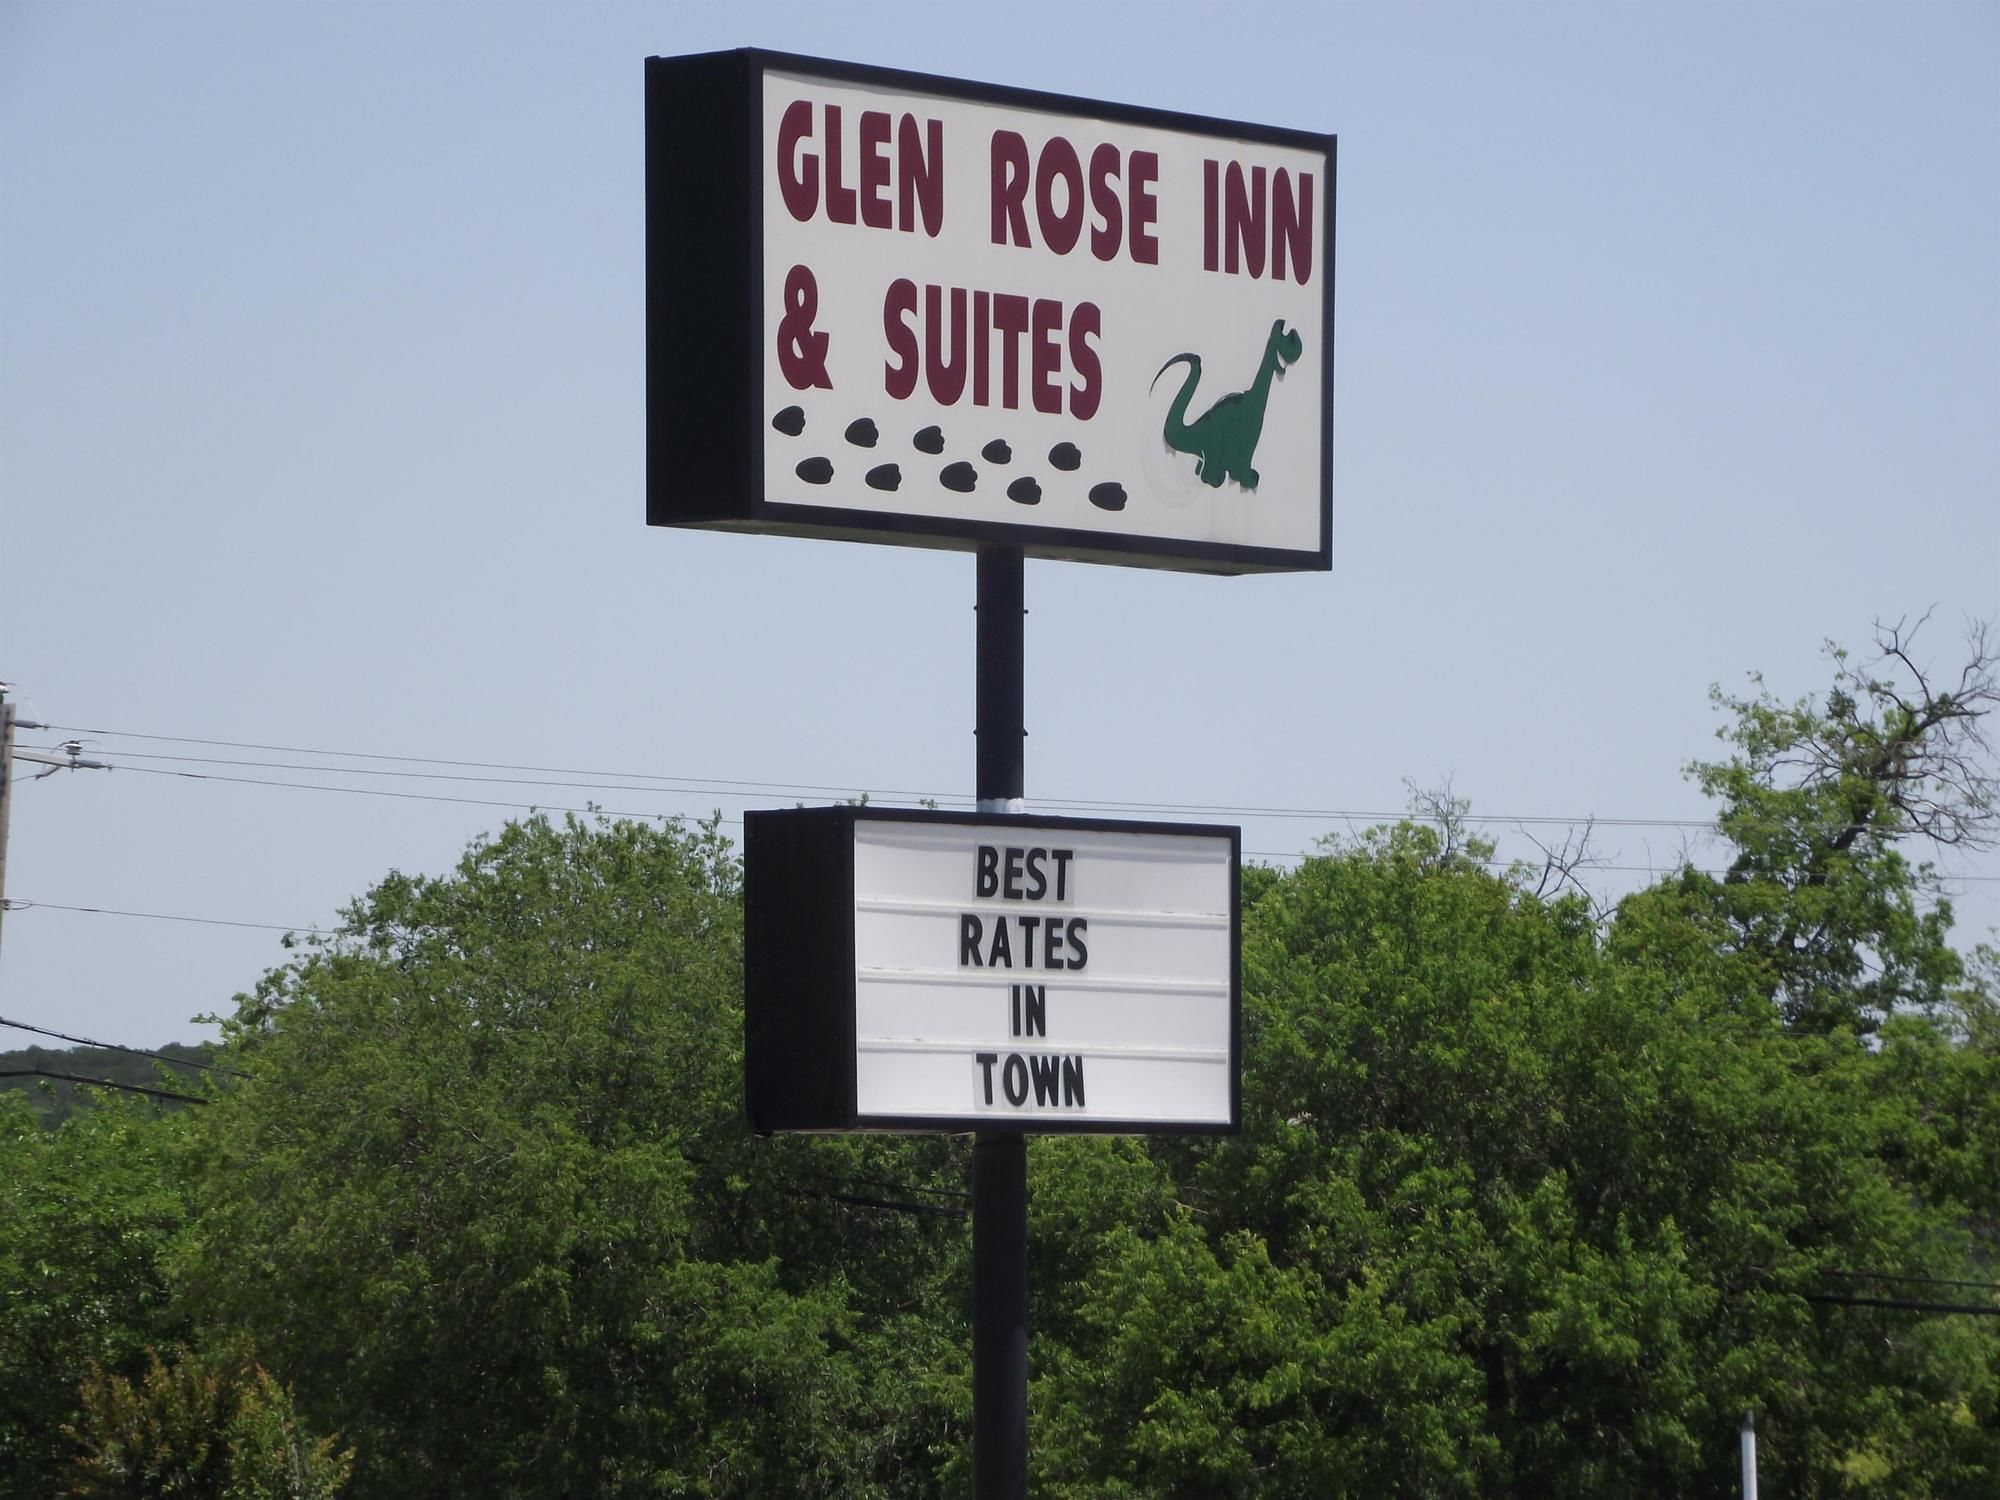 GLEN ROSE INN
& SUITES
BEST
RATES
IN
TOWN